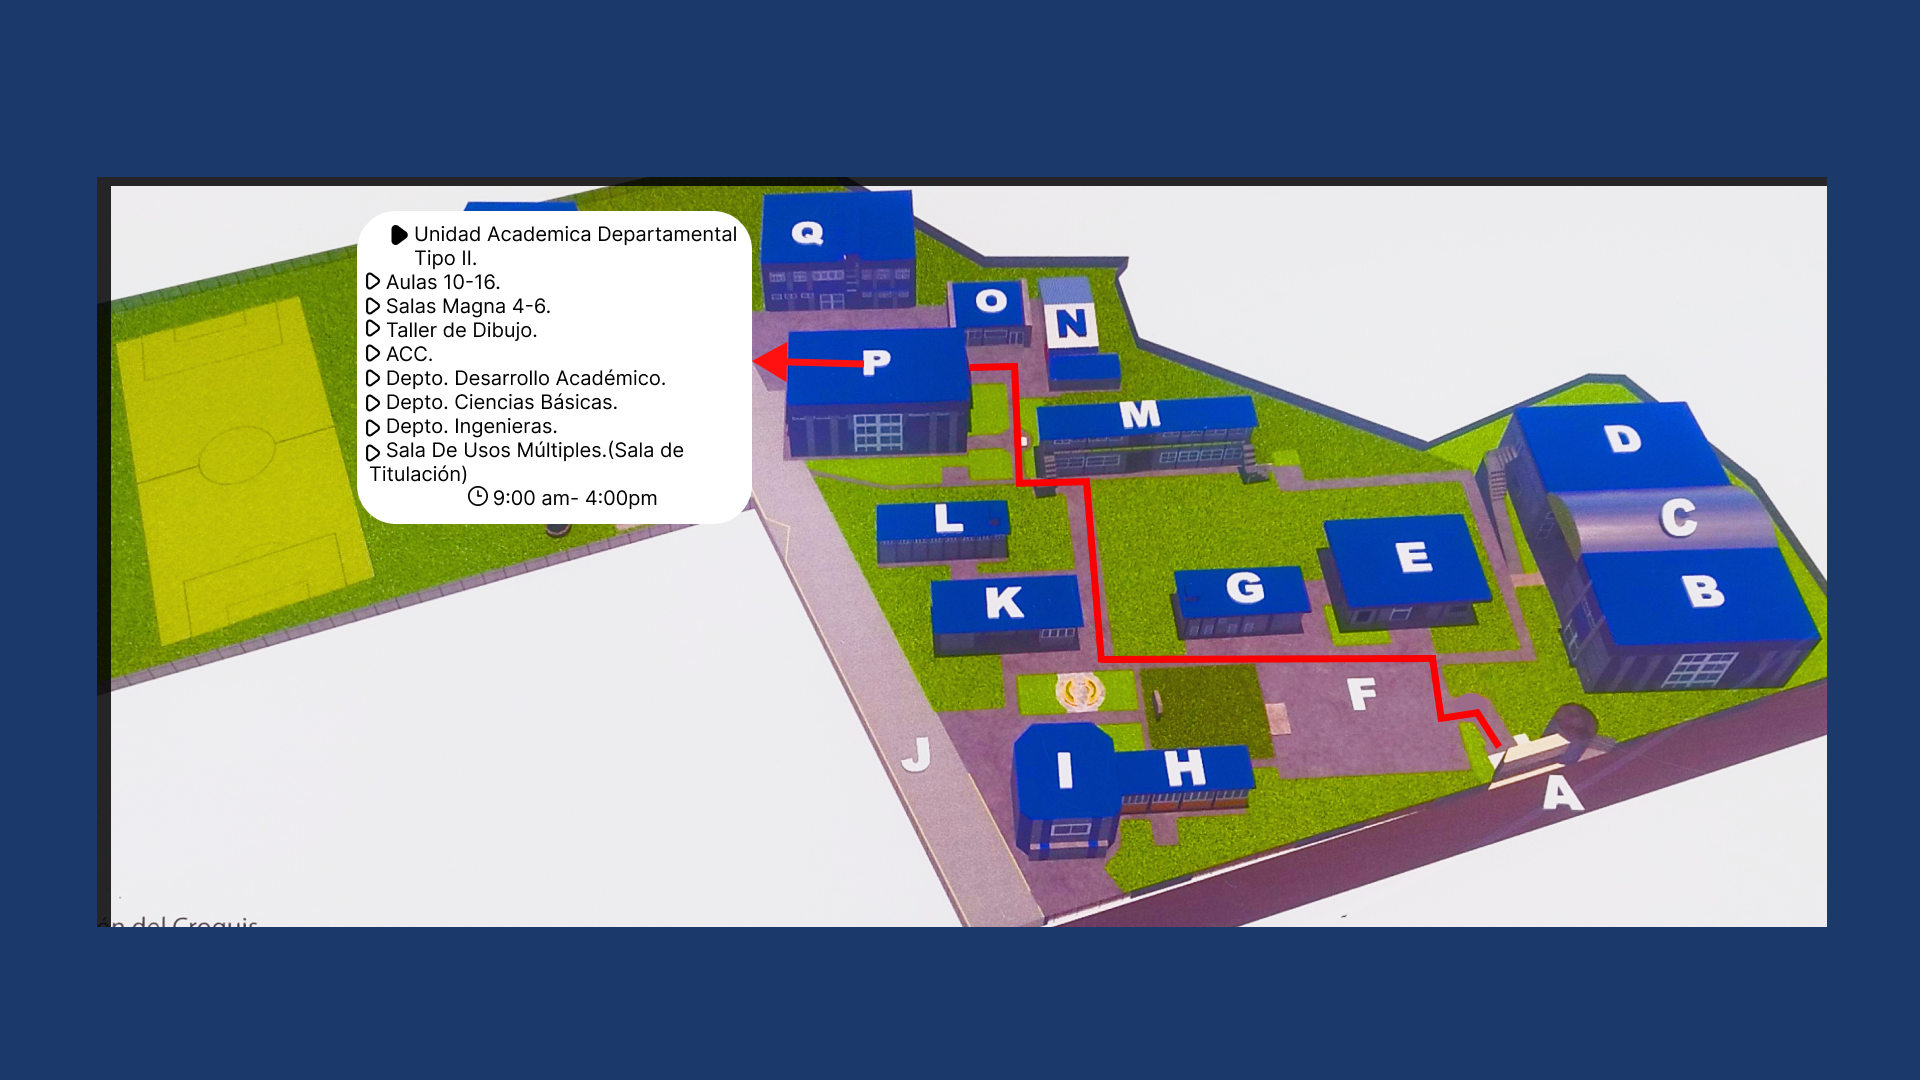 Unidad Academica Departamental
Tipo II.
Aulas 10-16.
Salas Magna 4-6.
Taller de Dibujo.
ACC.
Depto. Desarrollo Académico.
Depto. Ciencias Básicas.
Depto. Ingenieras.
Sala De Usos Múltiples.(Sala de
Titulación)
9:00 am- 4:00pm
Q
O
N
P
M
D
L
C
E
G
K
B
F
J
I
H
A
del Croquis